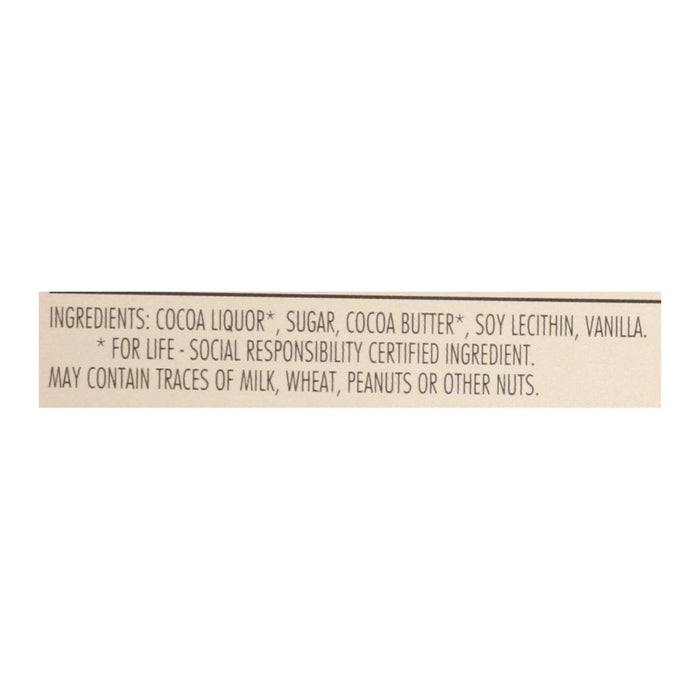 INGREDIENTS: COCOA LIQUOR*, SUGAR, COCOA BUTTER*, SOY LECITHIN, VANILLA.
* FOR LIFE - SOCIAL RESPONSIBILITY CERTIFIED INGREDIENT.
MAY CONTAIN TRACES OF MILK, WHEAT, PEANUTS OR OTHER NUTS.